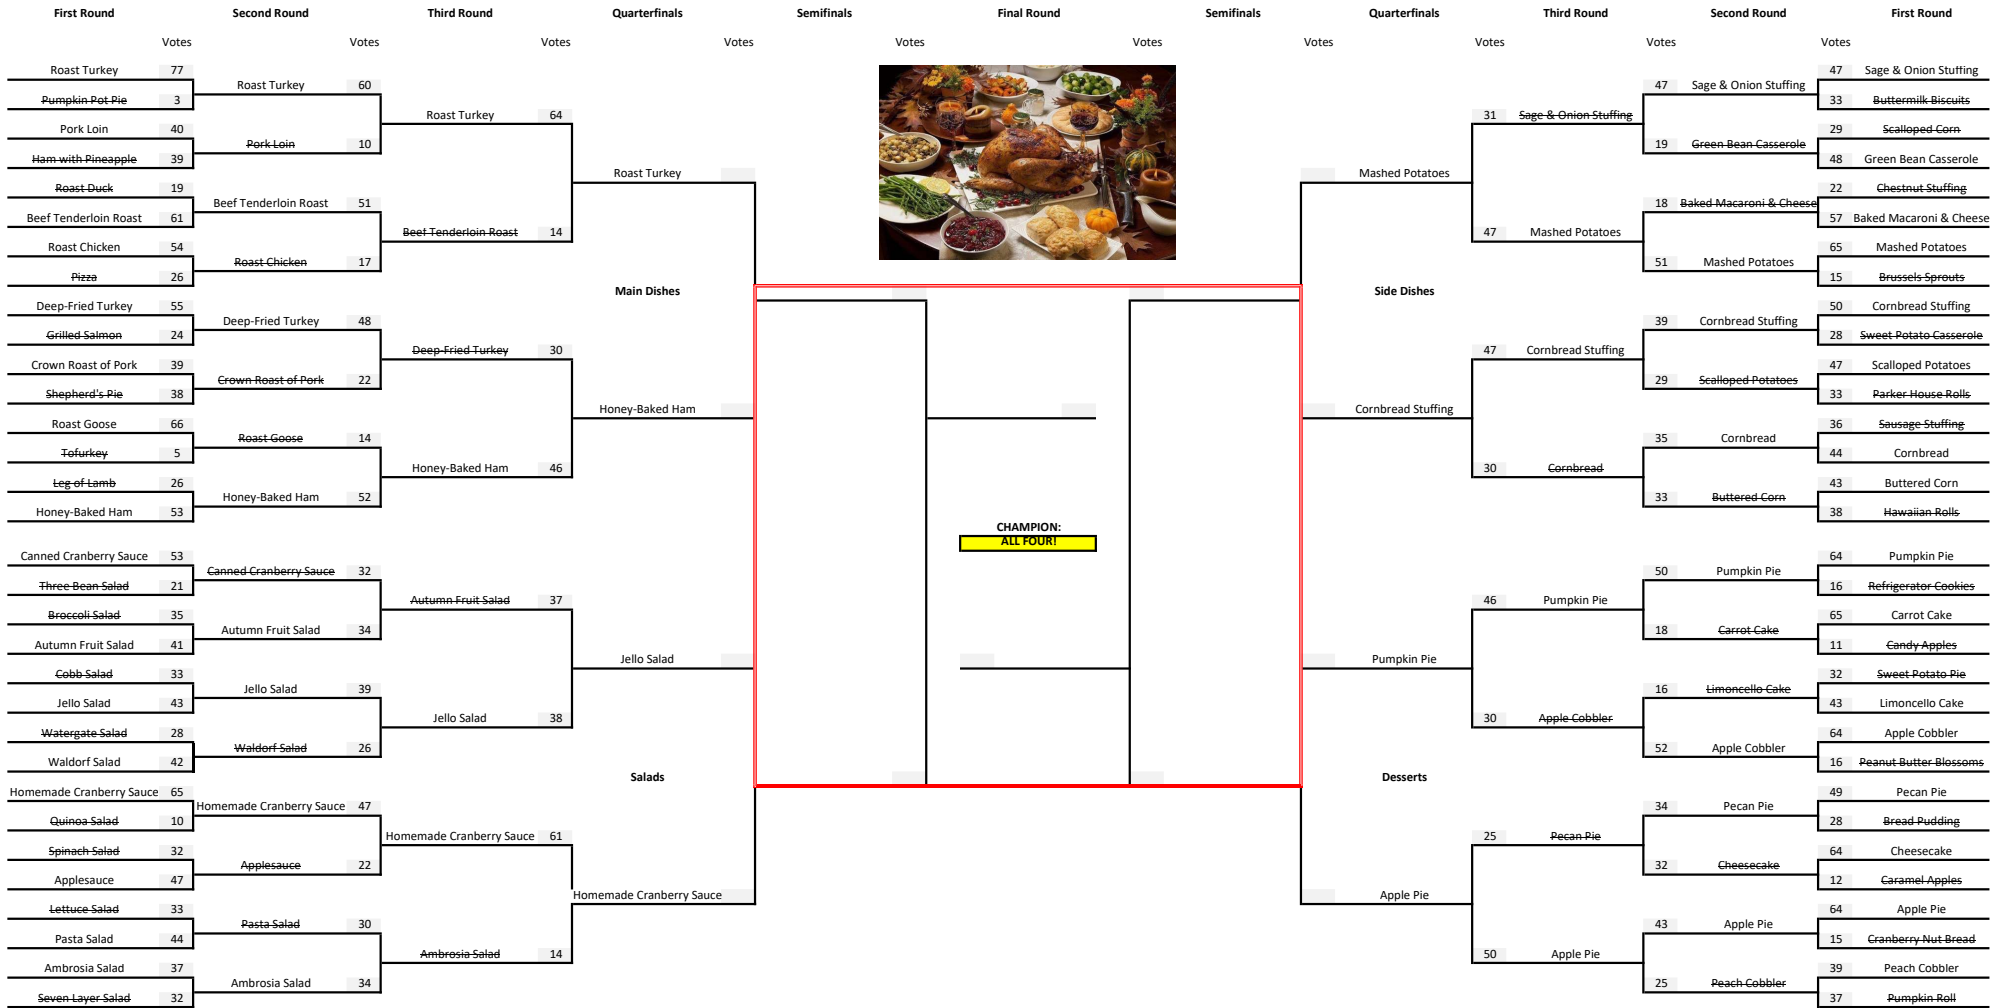 First Round Second Round Third Round Quarterfinals Semifinals Final Round Semifinals Quarterfinals Third Round Second Round First Round
Votes Votes Votes Votes Votes Votes Votes Votes Votes Votes
Roast Turkey 77 47 Sage & Onion Stuffing
Roast Turkey 60 47 Sage & Onion Stuffing
Pumpkin Pot Pie 3 33 Buttermilk Biscuits
Roast Turkey 64 31 Sage & Onion Stuffing
Pork Loin 40 29 Scalloped Corn
Pork Loin 10 19 Green Bean Casserole
Ham with Pineapple 39 48 Green Bean Casserole
Roast Turkey Mashed Potatoes
Roast Duck 19 22 Chestnut Stuffing
Beef Tenderloin Roast 51 18 Baked Macaroni & Cheese
Beef Tenderloin Roast 61 57 Baked Macaroni & Cheese
Beef Tenderloin Roast 14 47 Mashed Potatoes
Roast Chicken 54 65 Mashed Potatoes
Roast Chicken 17 51 Mashed Potatoes
Pizza 26 15 Brussels Sprouts
Main Dishes Side Dishes
Deep-Fried Turkey 55 50 Cornbread Stuffing
Deep-Fried Turkey 48 39 Cornbread Stuffing
Grilled Salmon 24 28 Sweet Potato Casserole
Deep-Fried Turkey 30 47 Cornbread Stuffing
Crown Roast of Pork 39 47 Scalloped Potatoes
Crown Roast of Pork 22 29 Scalloped Potatoes
Shepherd's Pie 38 33 Parker House Rolls
Honey-Baked Ham Cornbread Stuffing
Roast Goose 66 36 Sausage Stuffing
Roast Goose 14 35 Cornbread
Tofurkey 5 44 Cornbread
Honey-Baked Ham 46 30 Cornbread
Leg of Lamb 26 43 Buttered Corn
Honey-Baked Ham 52 33 Buttered Corn
Honey-Baked Ham 53 38 Hawaiian Rolls
CHAMPION:
ALL FOUR!
Canned Cranberry Sauce 53 64 Pumpkin Pie
Canned Cranberry Sauce 32 50 Pumpkin Pie
Three Bean Salad 21 16 Refrigerator Cookies
Autumn Fruit Salad 37 46 Pumpkin Pie
Broccoli Salad 35 65 Carrot Cake
Autumn Fruit Salad 34 18 Carrot Cake
Autumn Fruit Salad 41 11 Candy Apples
Jello Salad Pumpkin Pie
Cobb Salad 33 32 Sweet Potato Pie
Jello Salad 39 16 Limoncello Cake
Jello Salad 43 43 Limoncello Cake
Jello Salad 38 30 Apple Cobbler
Watergate Salad 28 64 Apple Cobbler
Waldorf Salad 26 52 Apple Cobbler
Waldorf Salad 42 16 Peanut Butter Blossoms
Salads Desserts
Homemade Cranberry Sauce 65 49 Pecan Pie
Homemade Cranberry Sauce 47 34 Pecan Pie
Quinoa Salad 10 28 Bread Pudding
Homemade Cranberry Sauce 61 25 Pecan Pie
Spinach Salad 32 64 Cheesecake
Applesauce 22 32 Cheesecake
Applesauce 47 12 Caramel Apples
Homemade Cranberry Sauce Apple Pie
Lettuce Salad 33 64 Apple Pie
Pasta Salad 30 43 Apple Pie
Pasta Salad 44 15 Cranberry Nut Bread
Ambrosia Salad 14 50 Apple Pie
Ambrosia Salad 37 39 Peach Cobbler
Ambrosia Salad 34 25 Peach Cobbler
Seven Layer Salad 32 37 Pumpkin Roll